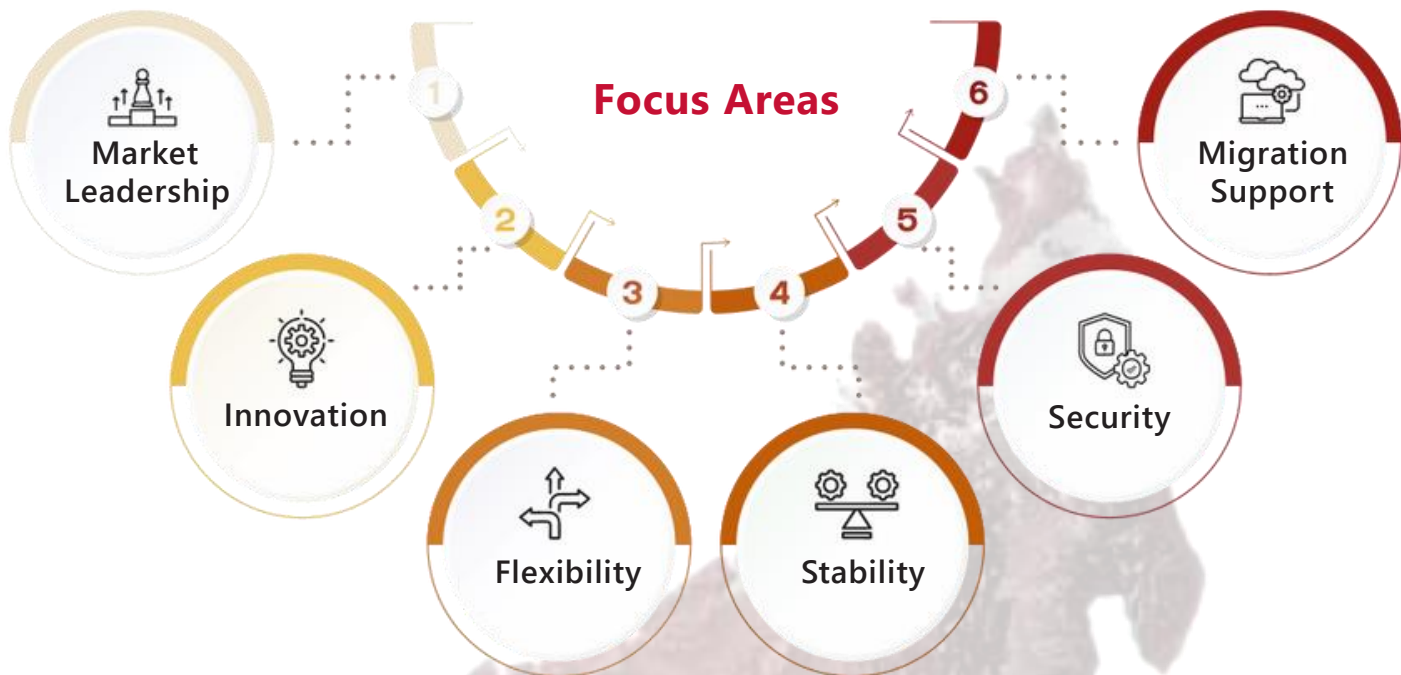 Focus Areas
1
Market
Leadership
2
Innovation
3
Flexibility
4
Stability
5
Security
6
Migration
Support